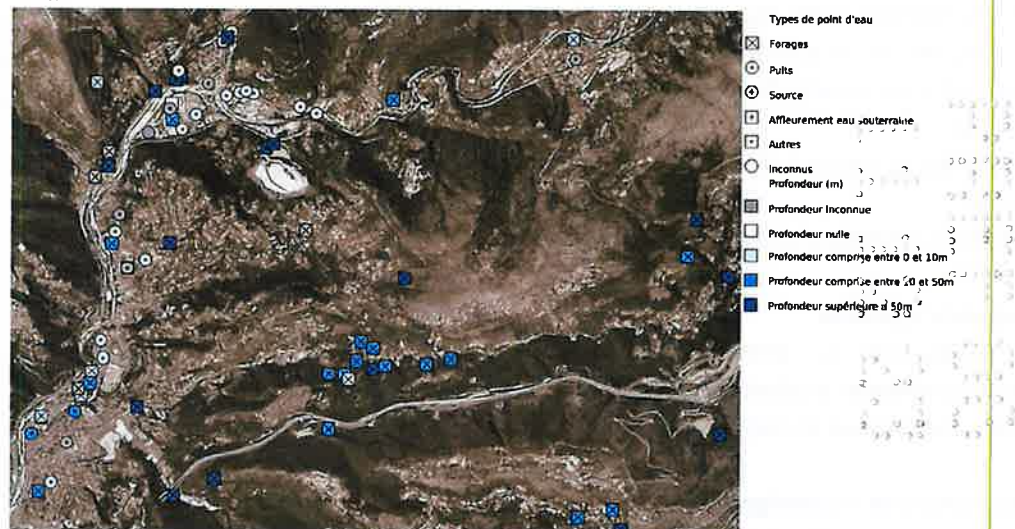 Types de point d'eau
Forages
Puits
Source
Affleurement eau souterraine
Autres
Inconnus
Profondeur (m)
Profondeur Inconnue
Profondeur nulle
Profondeur comprise entre 0 et 10m
Profondeur comprise entre 10 et 50m
Profondeur supérieure à 50m